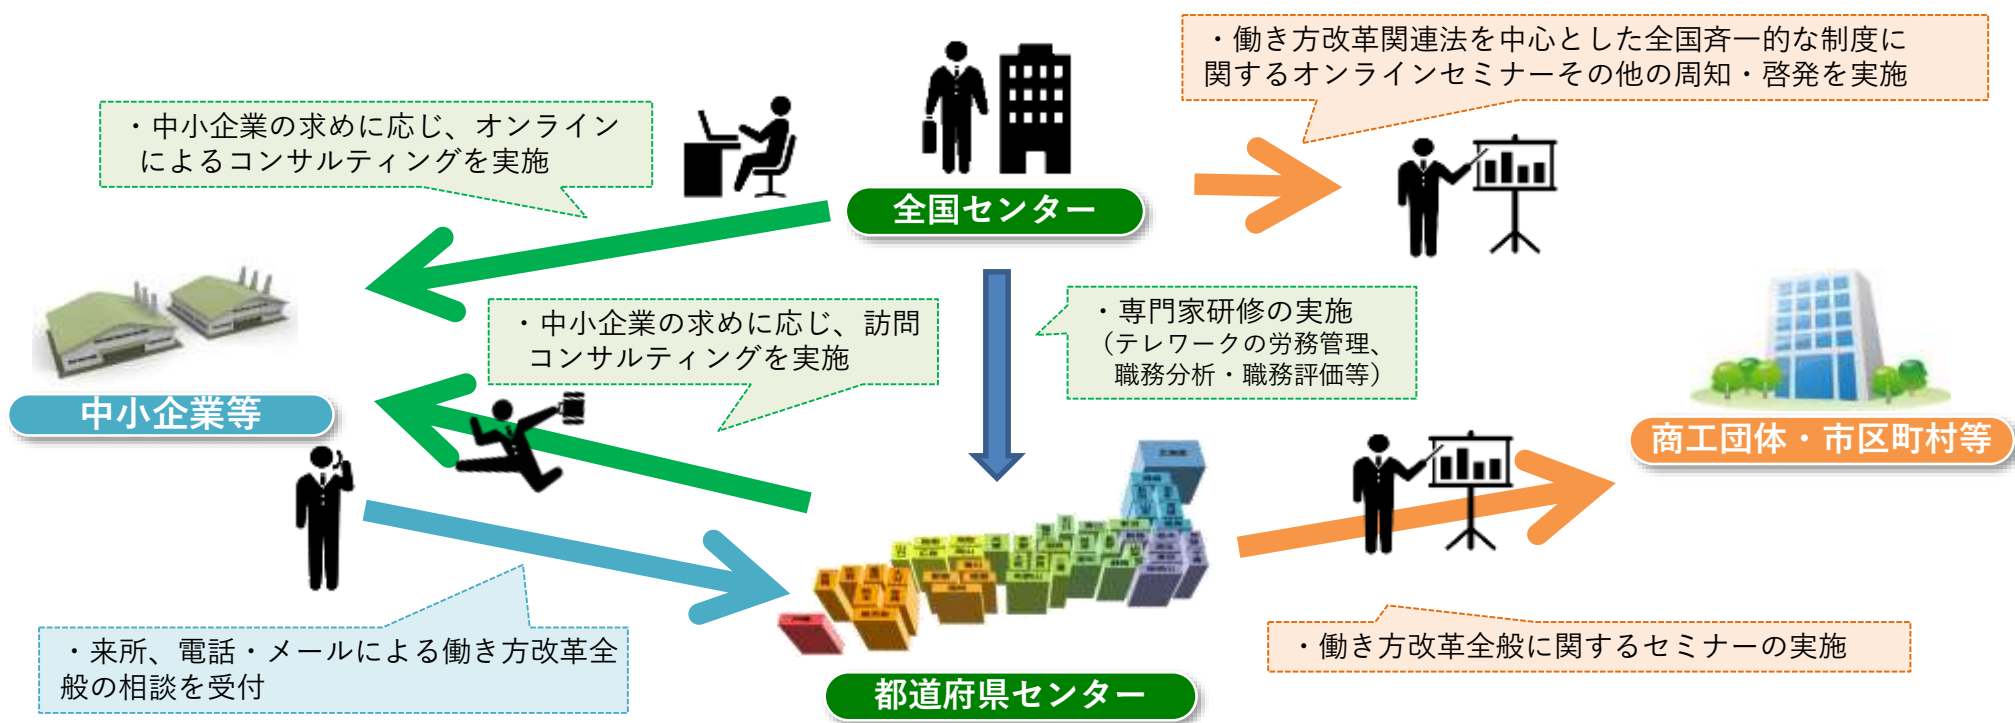 ・働き方改革関連法を中心とした全国斉一的な制度に
関するオンラインセミナーその他の周知・啓発を実施
・中小企業の求めに応じ、オンライン
によるコンサルティングを実施
全国センター
・中小企業の求めに応じ、訪問
コンサルティングを実施
・専門家研修の実施
（テレワークの労務管理、
職務分析・職務評価等）
中小企業等
商工団体・市区町村等
・来所、電話・メールによる働き方改革全
般の相談を受付
・働き方改革全般に関するセミナーの実施
都道府県センター